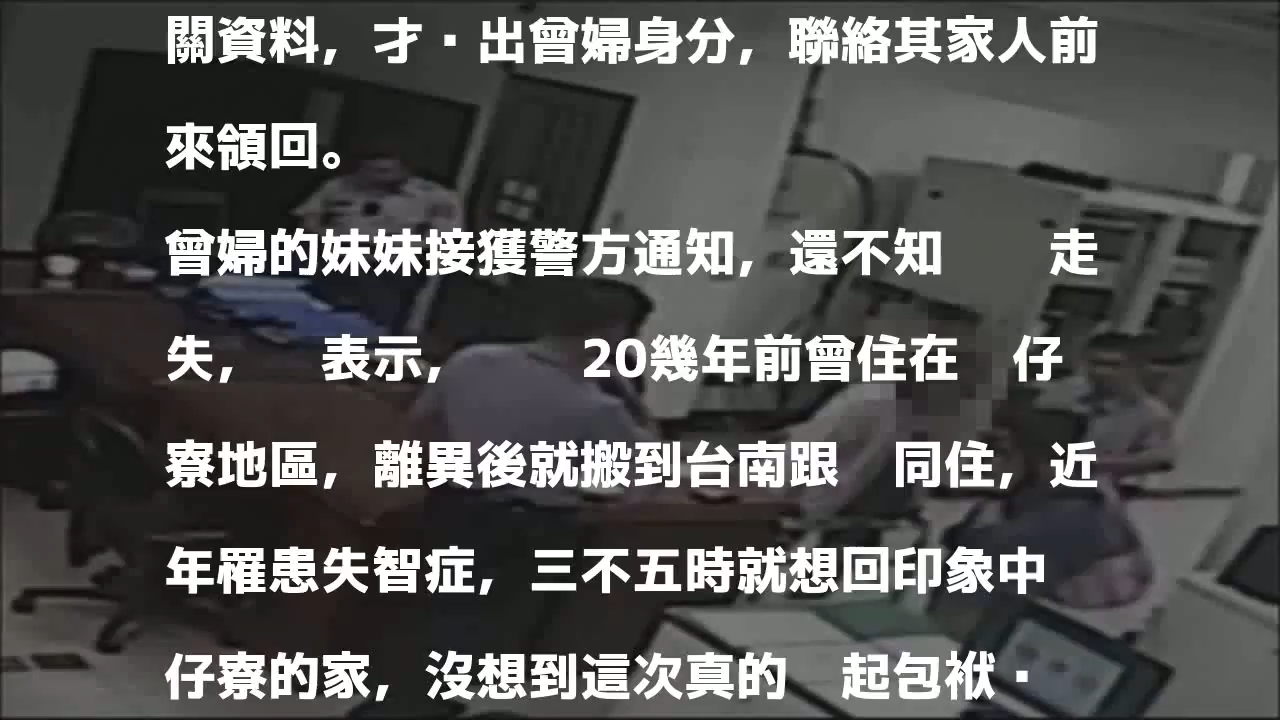 關資料，才·出曾婦身分，聯絡其家人前
來領回。
曾婦的妹妹接獲警方通知，還不知　　走
失，　表示，　　20幾年前曾住在　仔
寮地區，離異後就搬到台南跟　同住，近
年罹患失智症，三不五時就想回印象中
仔寮的家，沒想到這次真的　起包袱·